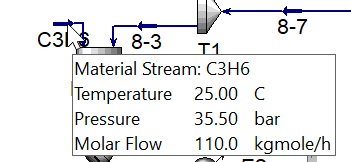 8-7
C3H6
8-3
T1
Material Stream: C3H6
Temperature 25.00 C
Pressure 35.50 bar
Molar Flow 110.0 kgmole/h